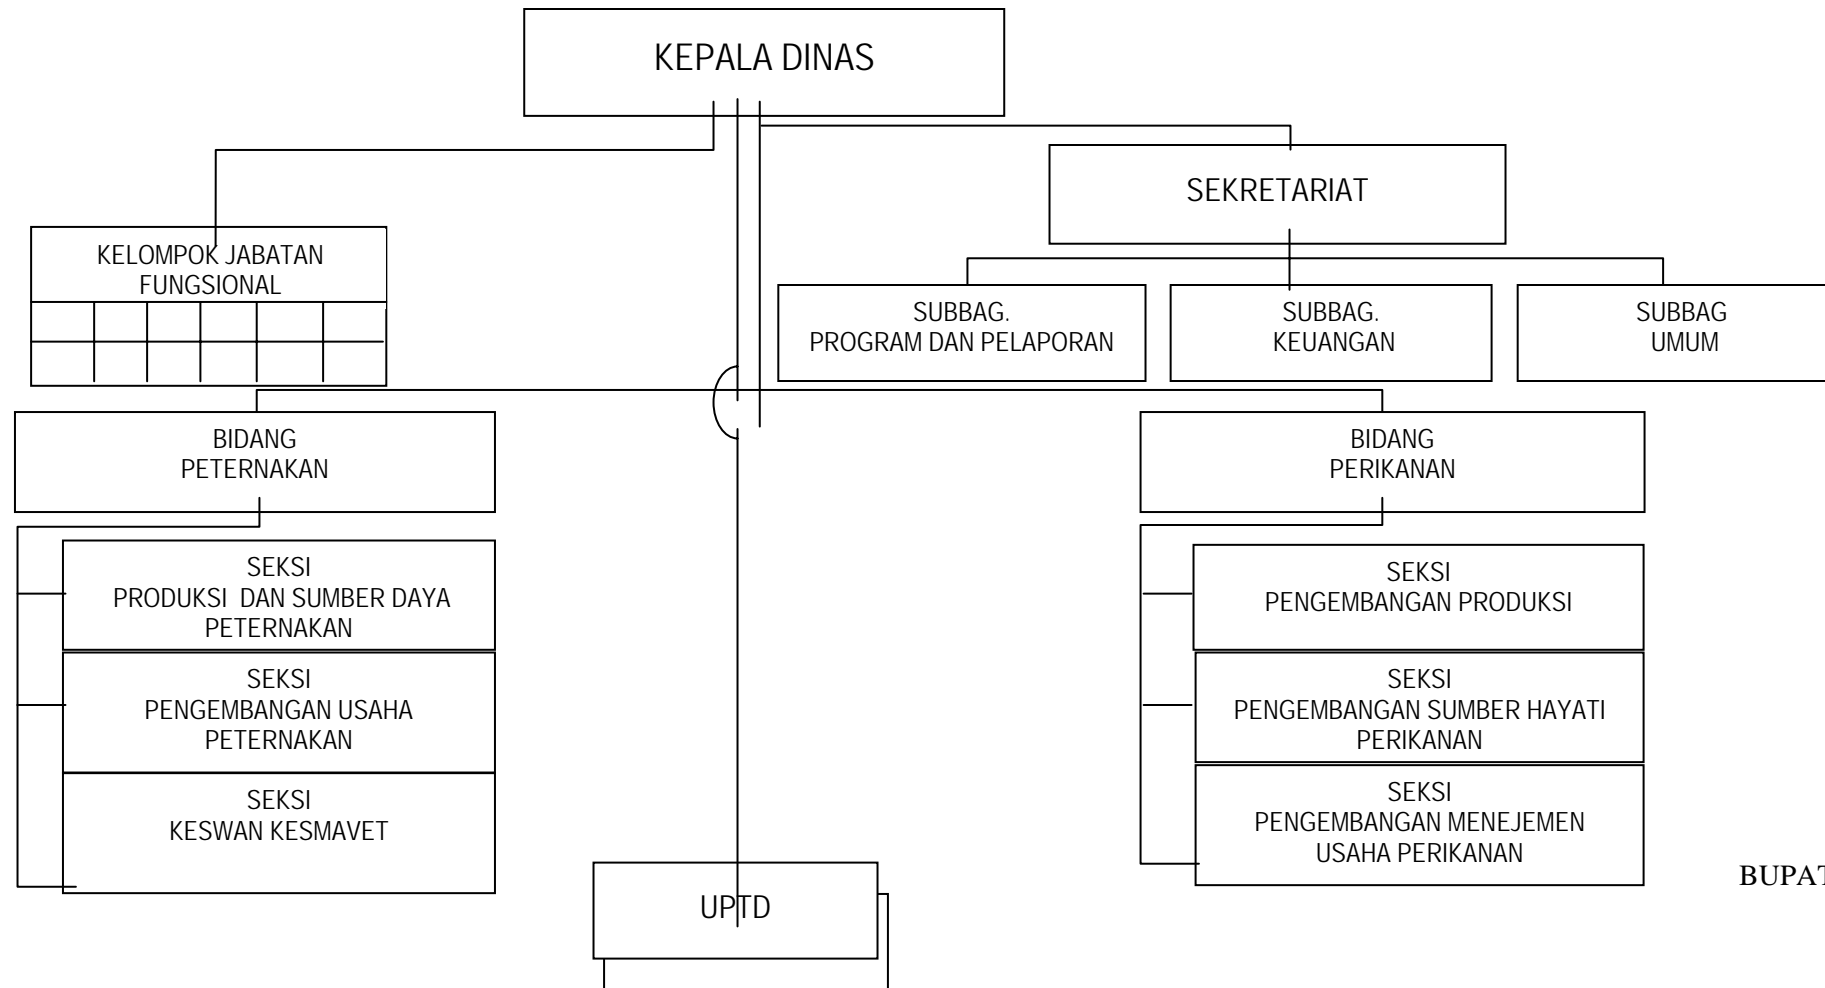 KEPALA DINAS
SEKRETARIAT
KELOMPOK JABATAN
FUNGSIONAL
SUBBAG.
PROGRAM DAN PELAPORAN
SUBBAG.
KEUANGAN
SUBBAG
UMUM
BIDANG
PETERNAKAN
BIDANG
PERIKANAN
SEKSI
PRODUKSI DAN SUMBER DAYA
PETERNAKAN
SEKSI
PENGEMBANGAN USAHA
PETERNAKAN
SEKSI
KESWAN KESMAVET
SEKSI
PENGEMBANGAN PRODUKSI
SEKSI
PENGEMBANGAN SUMBER HAYATI
PERIKANAN
SEKSI
PENGEMBANGAN MENEJEMEN
USAHA PERIKANAN
UPTD
BUPAT